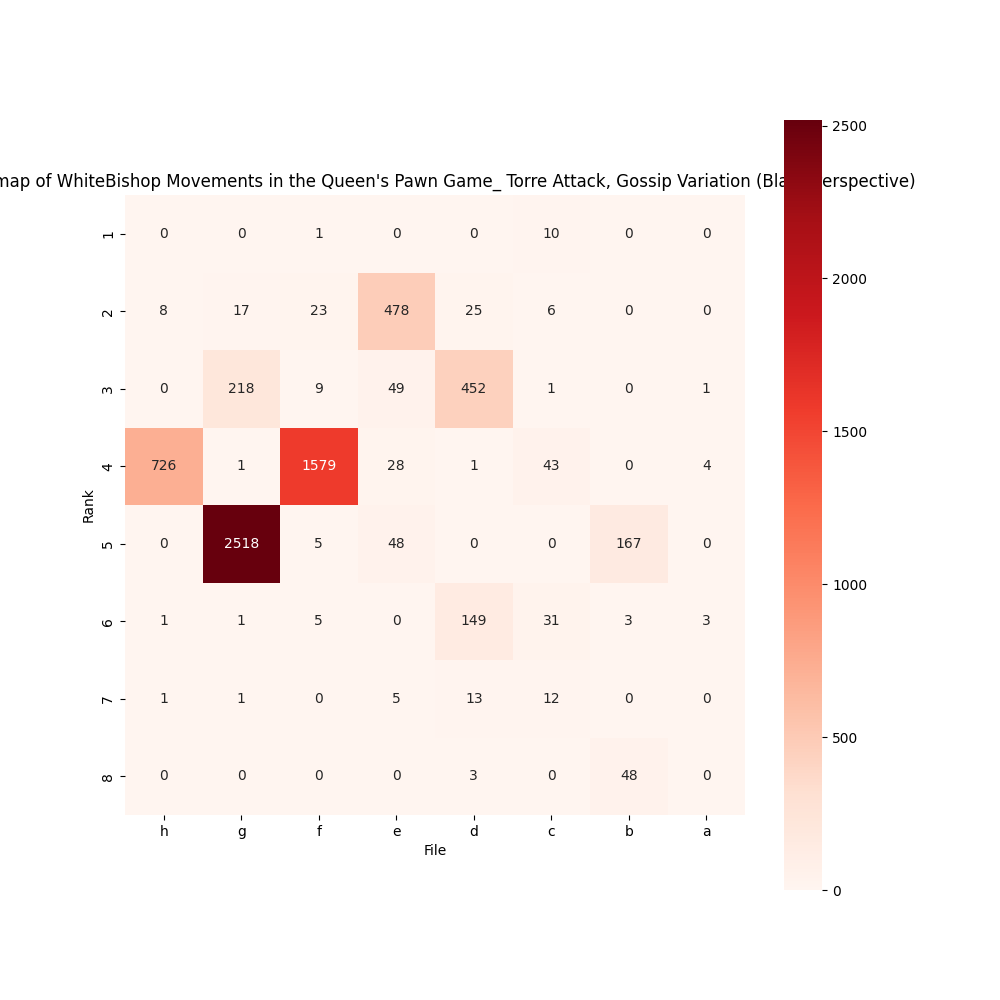 map of WhiteBishop Movements in the Queen's Pawn Game_ Torre Attack, Gossip Variation (Bla erspective)
2500
2000
1500
1000
500
0
Rank
1 0 0 1 0 0 10 0 0
2 8 17 23 478 25 6 0 0
3 0 218 9 49 452 1 0 1
4 726 1 1579 28 1 43 0 4
5 0 2518 5 48 0 0 167 0
6 1 1 5 0 149 31 3 3
7 1 1 0 5 13 12 0 0
8 0 0 0 0 3 0 48 0
h g f e d c b a
File